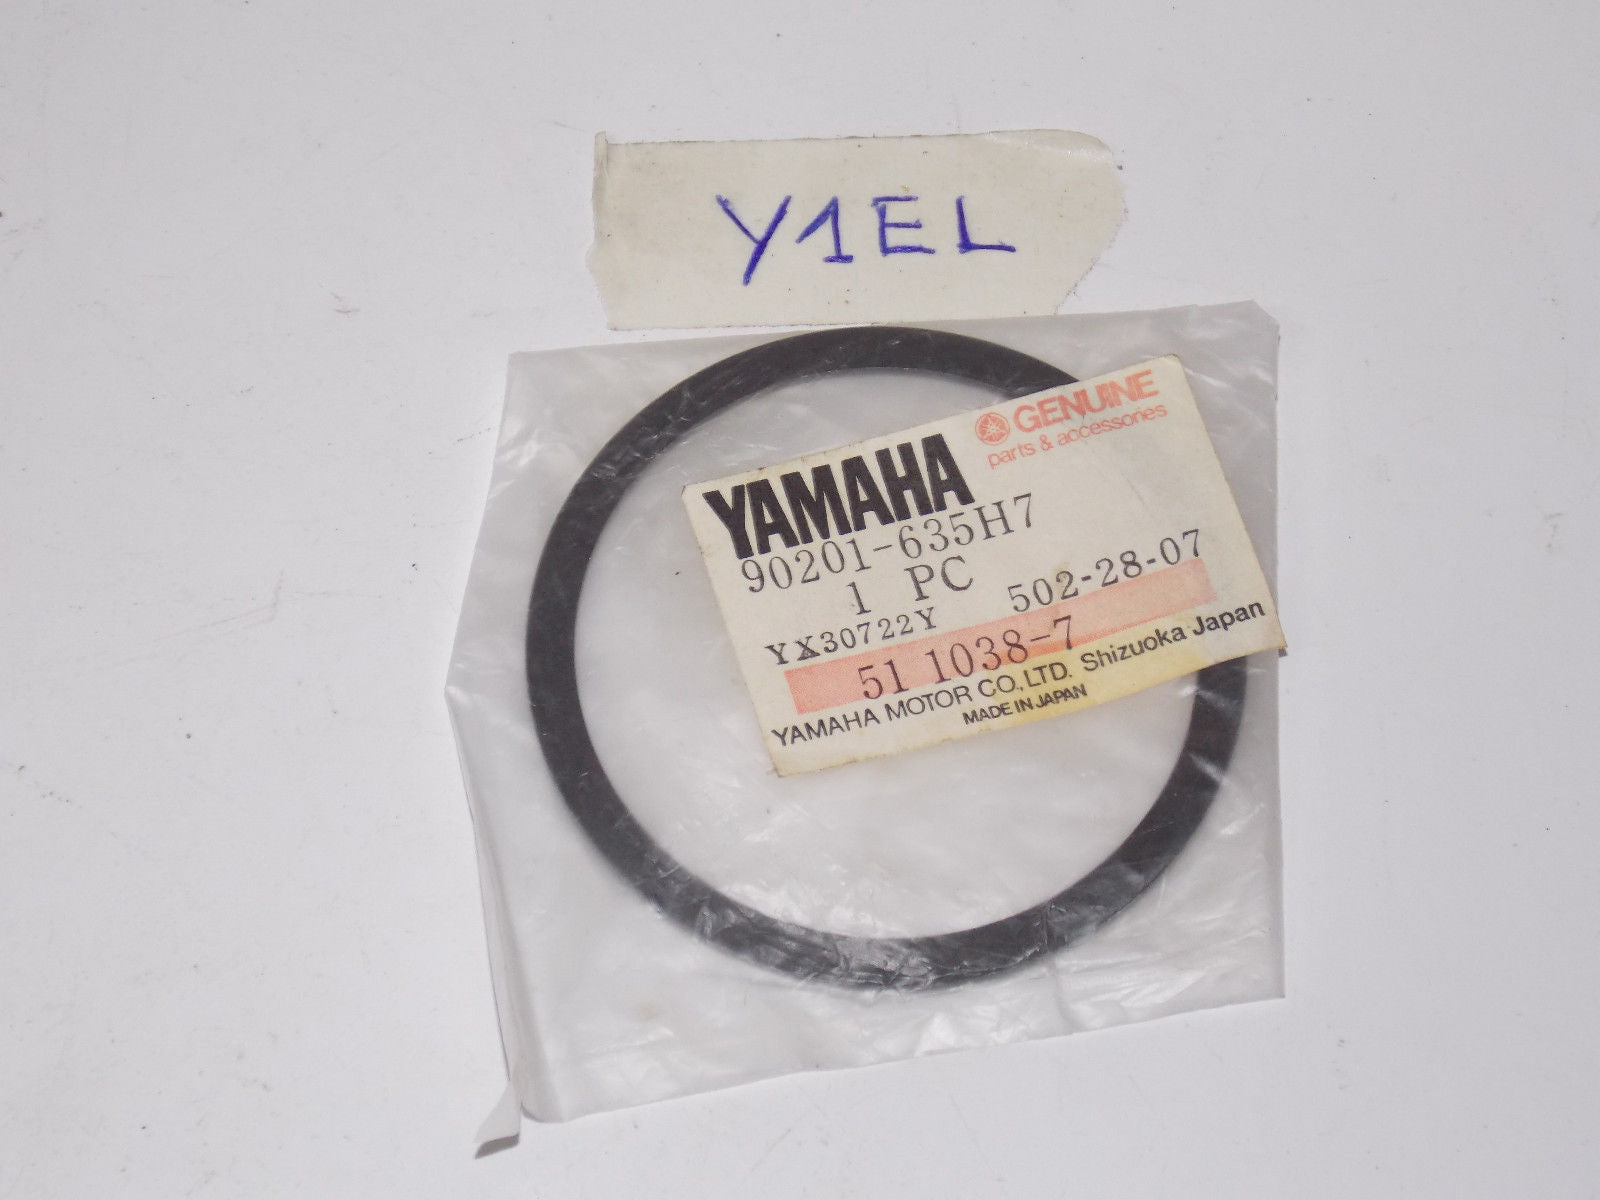 Y1EL
GENUINE
parts & accessories
YAMAHA
90201-635H7
1 PC
YX30722Y 502-28-07
51 1038-7
YAMAHA MOTOR CO., LTD. Shizuoka Japan
MADE IN JAPAN